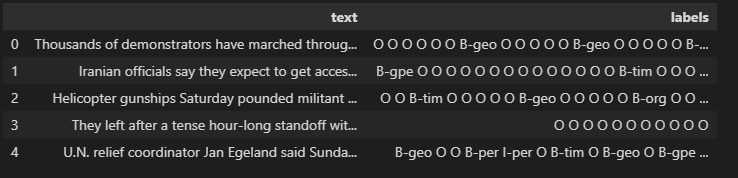 text labels
0 Thousands of demonstrators have marched throug... O O O O O O B-geo O O O O O B-geo O O O O O B-...
1 Iranian officials say they expect to get acces... B-gpe O O O O O O O O O O O O O O B-tim O O O ...
2 Helicopter gunships Saturday pounded militant ... O O B-tim O O O O O B-geo O O O O O B-org O O ...
3 They left after a tense hour-long standoff wit... O O O O O O O O O O O
4 U.N. relief coordinator Jan Egeland said Sunda... B-geo O O B-per I-per O B-tim O B-geo O B-gpe ...